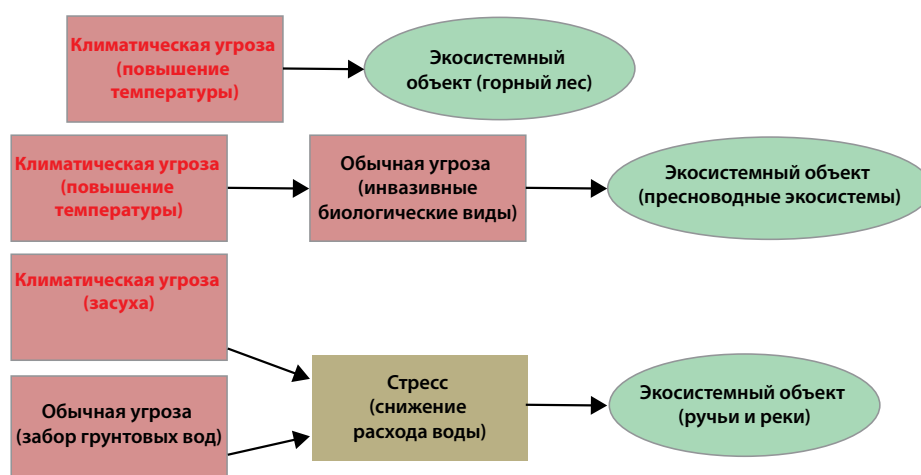 Климатическая угроза
(повышение
температуры)
Экосистемный
объект (горный лес)
Климатическая угроза
(повышение
температуры)
Обычная угроза
(инвазивные
биологические виды)
Экосистемный объект
(пресноводные экосистемы)
Климатическая угроза
(засуха)
Обычная угроза
(забор грунтовых вод)
Стресс
(снижение
расхода воды)
Экосистемный объект
(ручьи и реки)